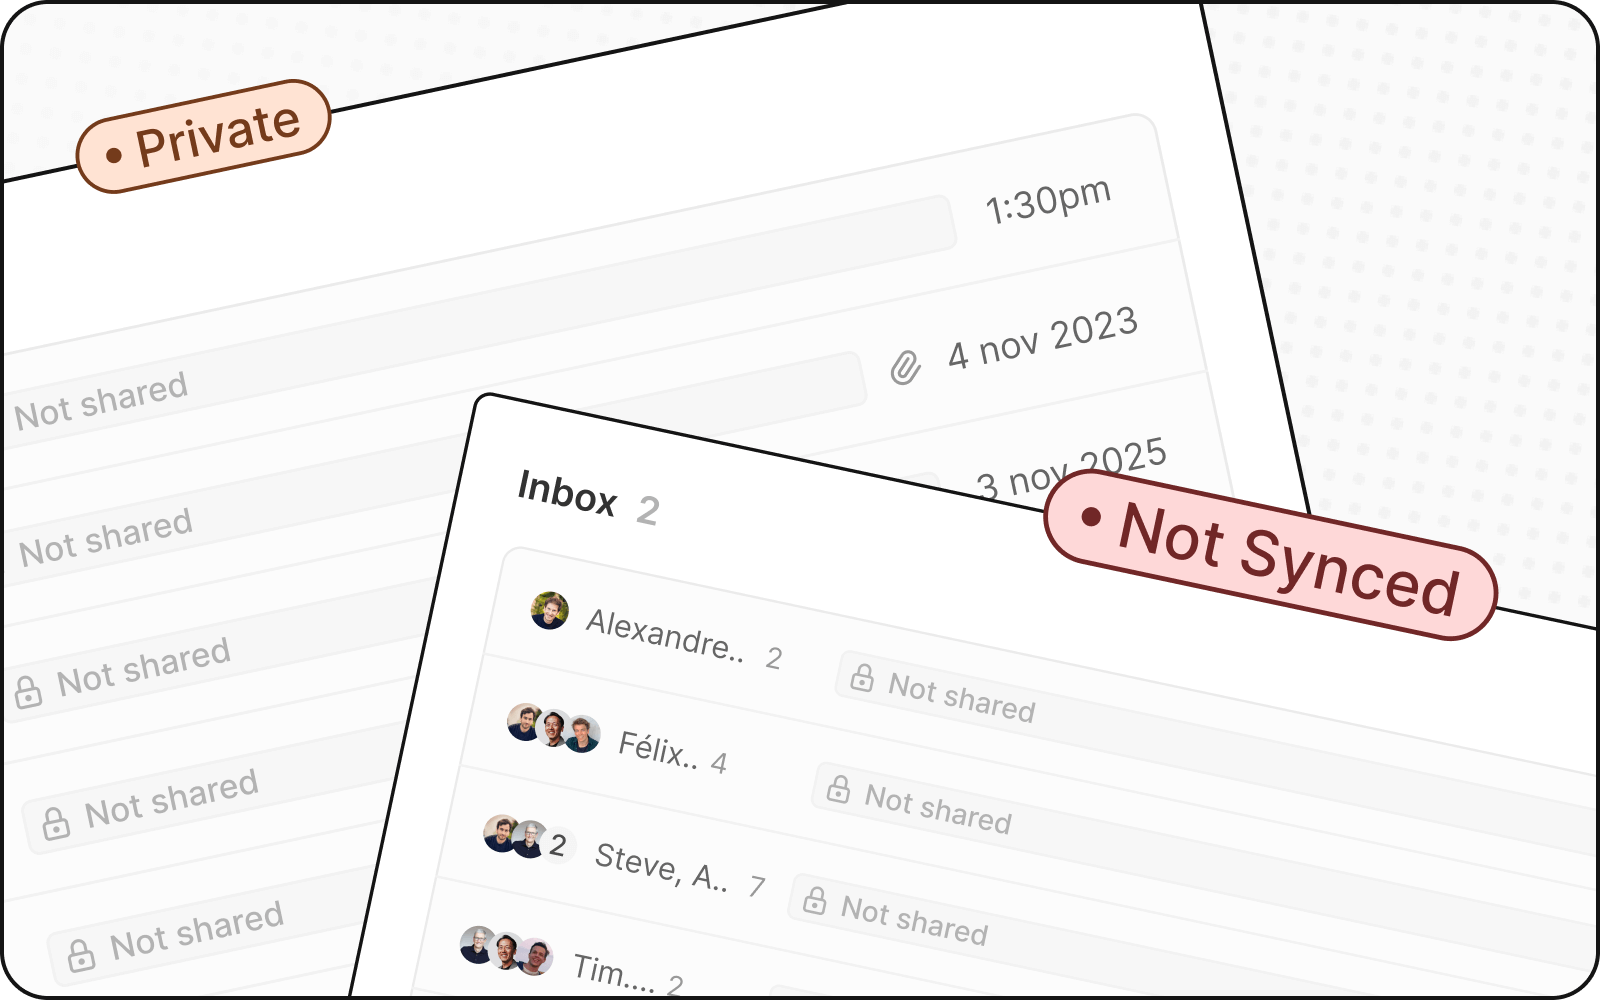 • Private
1:30pm
Not shared
4 nov 2023
Not shared
3 nov 2025
Not shared
Not shared
Not shared
• Not Synced
Inbox 2
Alexandre.. 2 Not shared
Félix.. 4 Not shared
2 Steve, A.. 7 Not shared
Tim.... 2